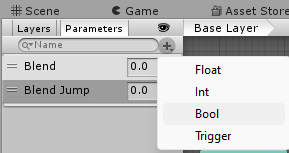 Scene Game Asset Store
Layers Parameters Base Layer
Name
Blend 0.0
Blend Jump 0.0
Float
Int
Bool
Trigger